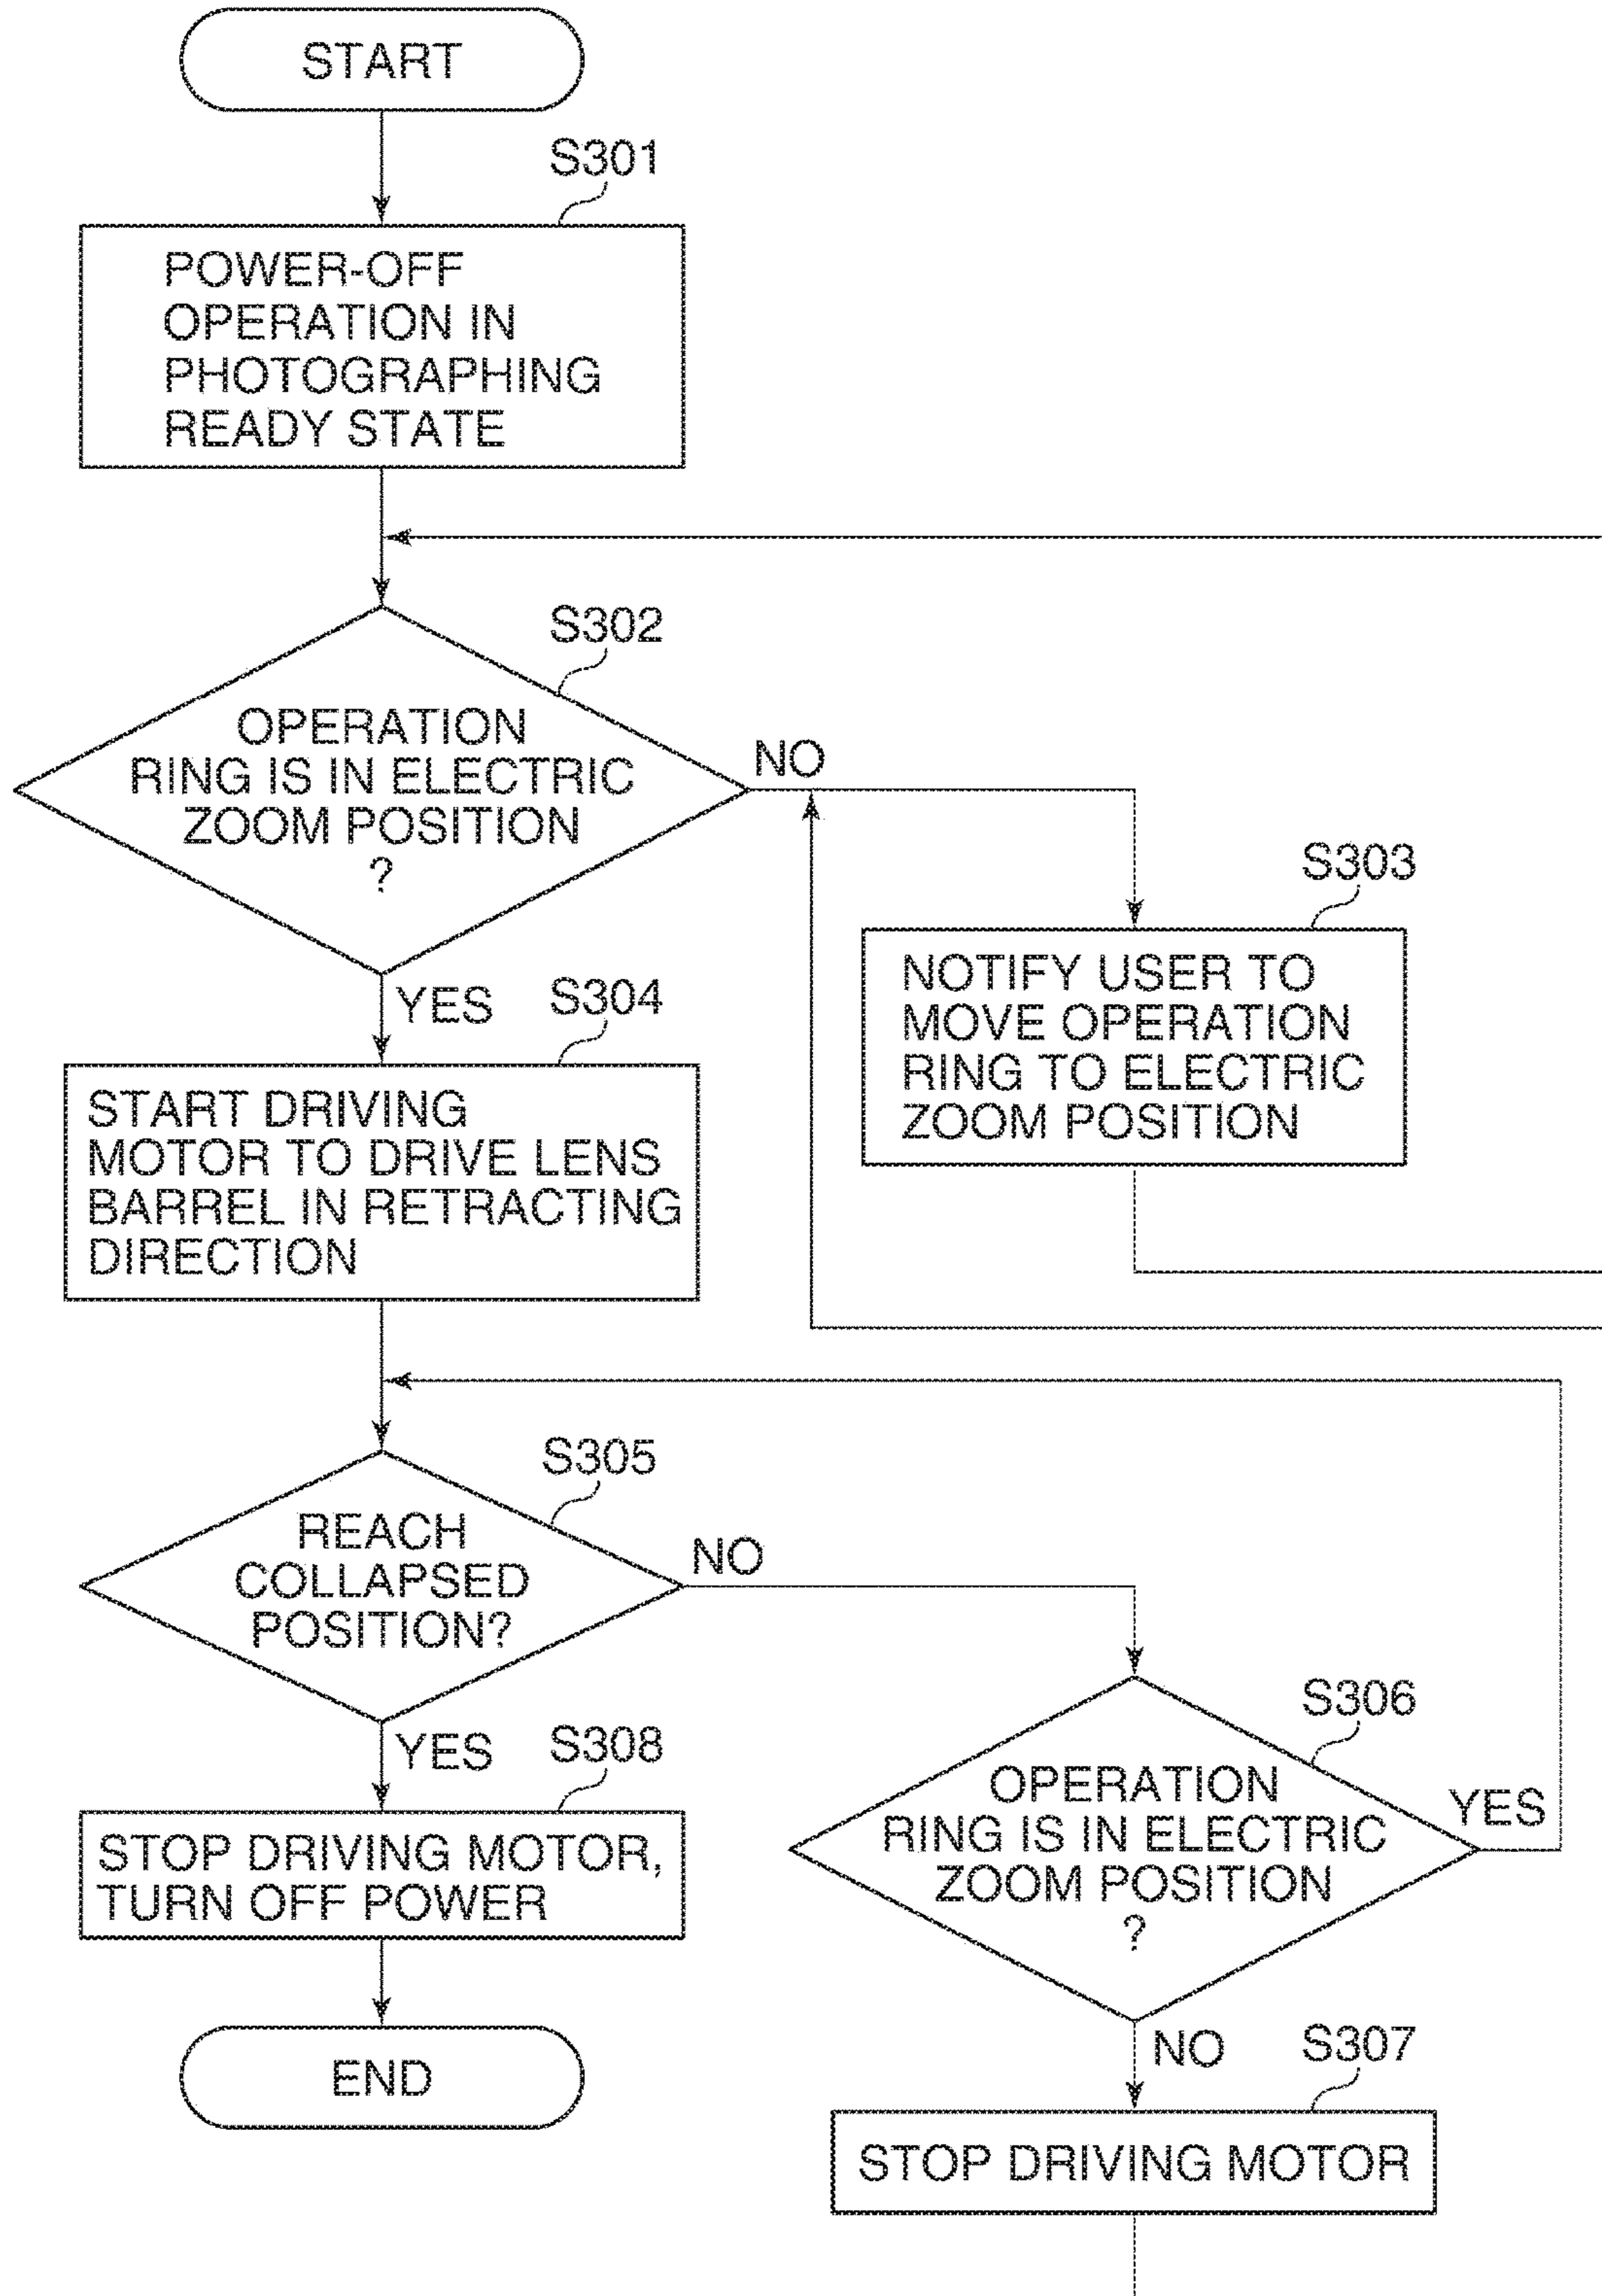 START
S301
POWER-OFF
OPERATION IN
PHOTOGRAPHING
READY STATE
S302
OPERATION
RING IS IN ELECTRIC
ZOOM POSITION
?
NO
S303
NOTIFY USER TO
MOVE OPERATION
RING TO ELECTRIC
ZOOM POSITION
YES
S304
START DRIVING
MOTOR TO DRIVE LENS
BARREL IN RETRACTING
DIRECTION
S305
REACH
COLLAPSED
POSITION?
NO
S306
OPERATION
RING IS IN ELECTRIC
ZOOM POSITION
?
YES
YES
S308
STOP DRIVING MOTOR,
TURN OFF POWER
END
NO
S307
STOP DRIVING MOTOR